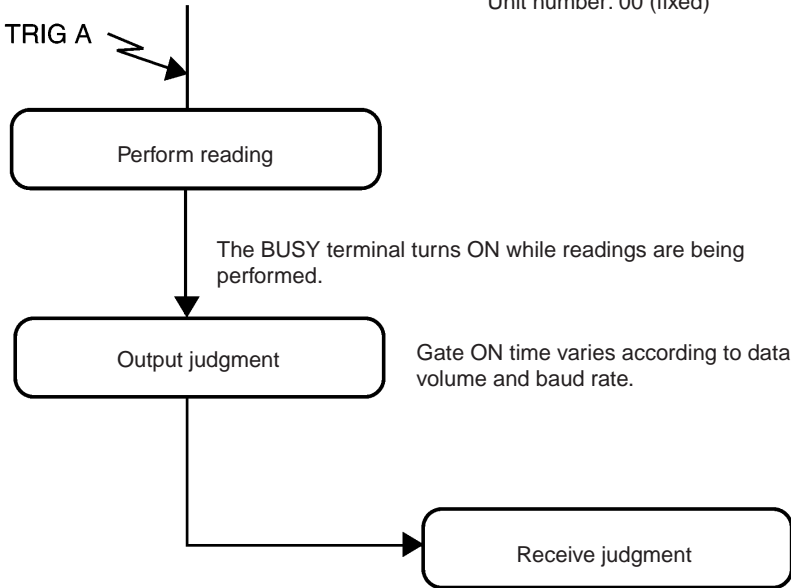 Unit number: 00 (fixed)
TRIG A
Perform reading
The BUSY terminal turns ON while readings are being
performed.
Output judgment
Gate ON time varies according to data
volume and baud rate.
Receive judgment